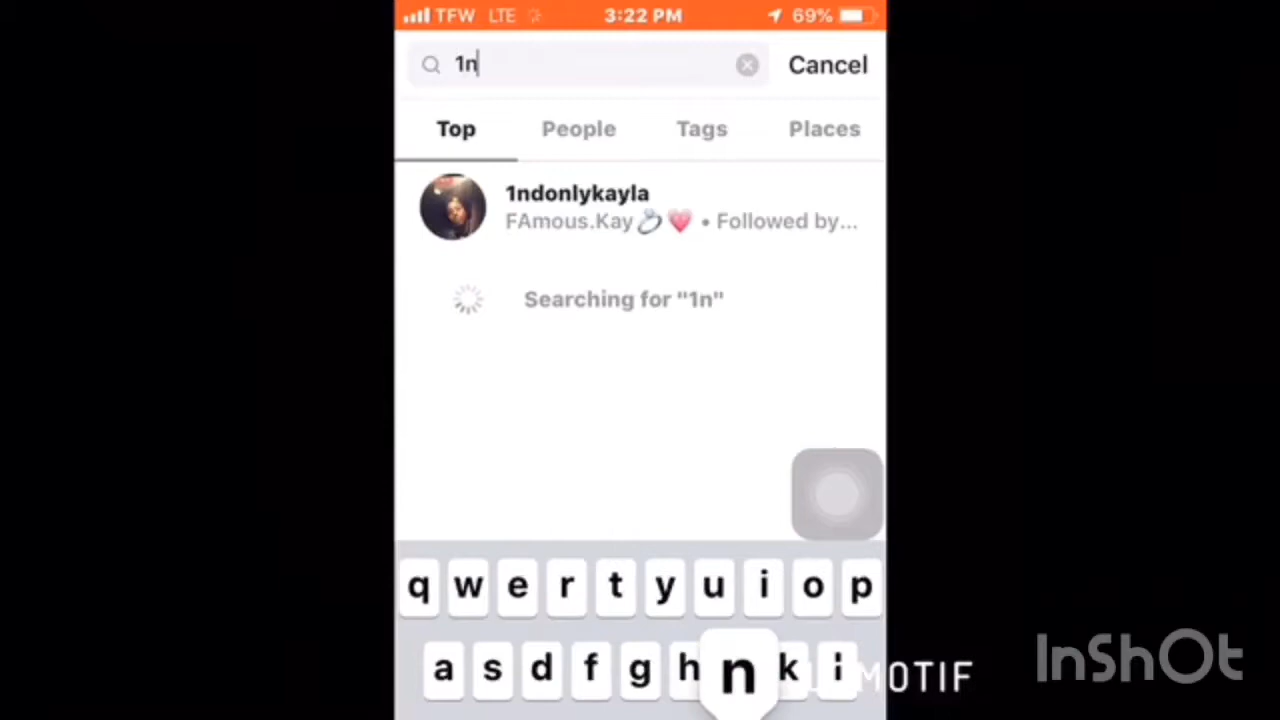 TFW LTE 3:22 PM 69%
1n Cancel
Top People Tags Places
1ndonlykayla
FAmous.Kay💍💗 • Followed by...
Searching for "1n"
q w e r t y u i o p
a s d f g h n k l
MOTIF
InShOt